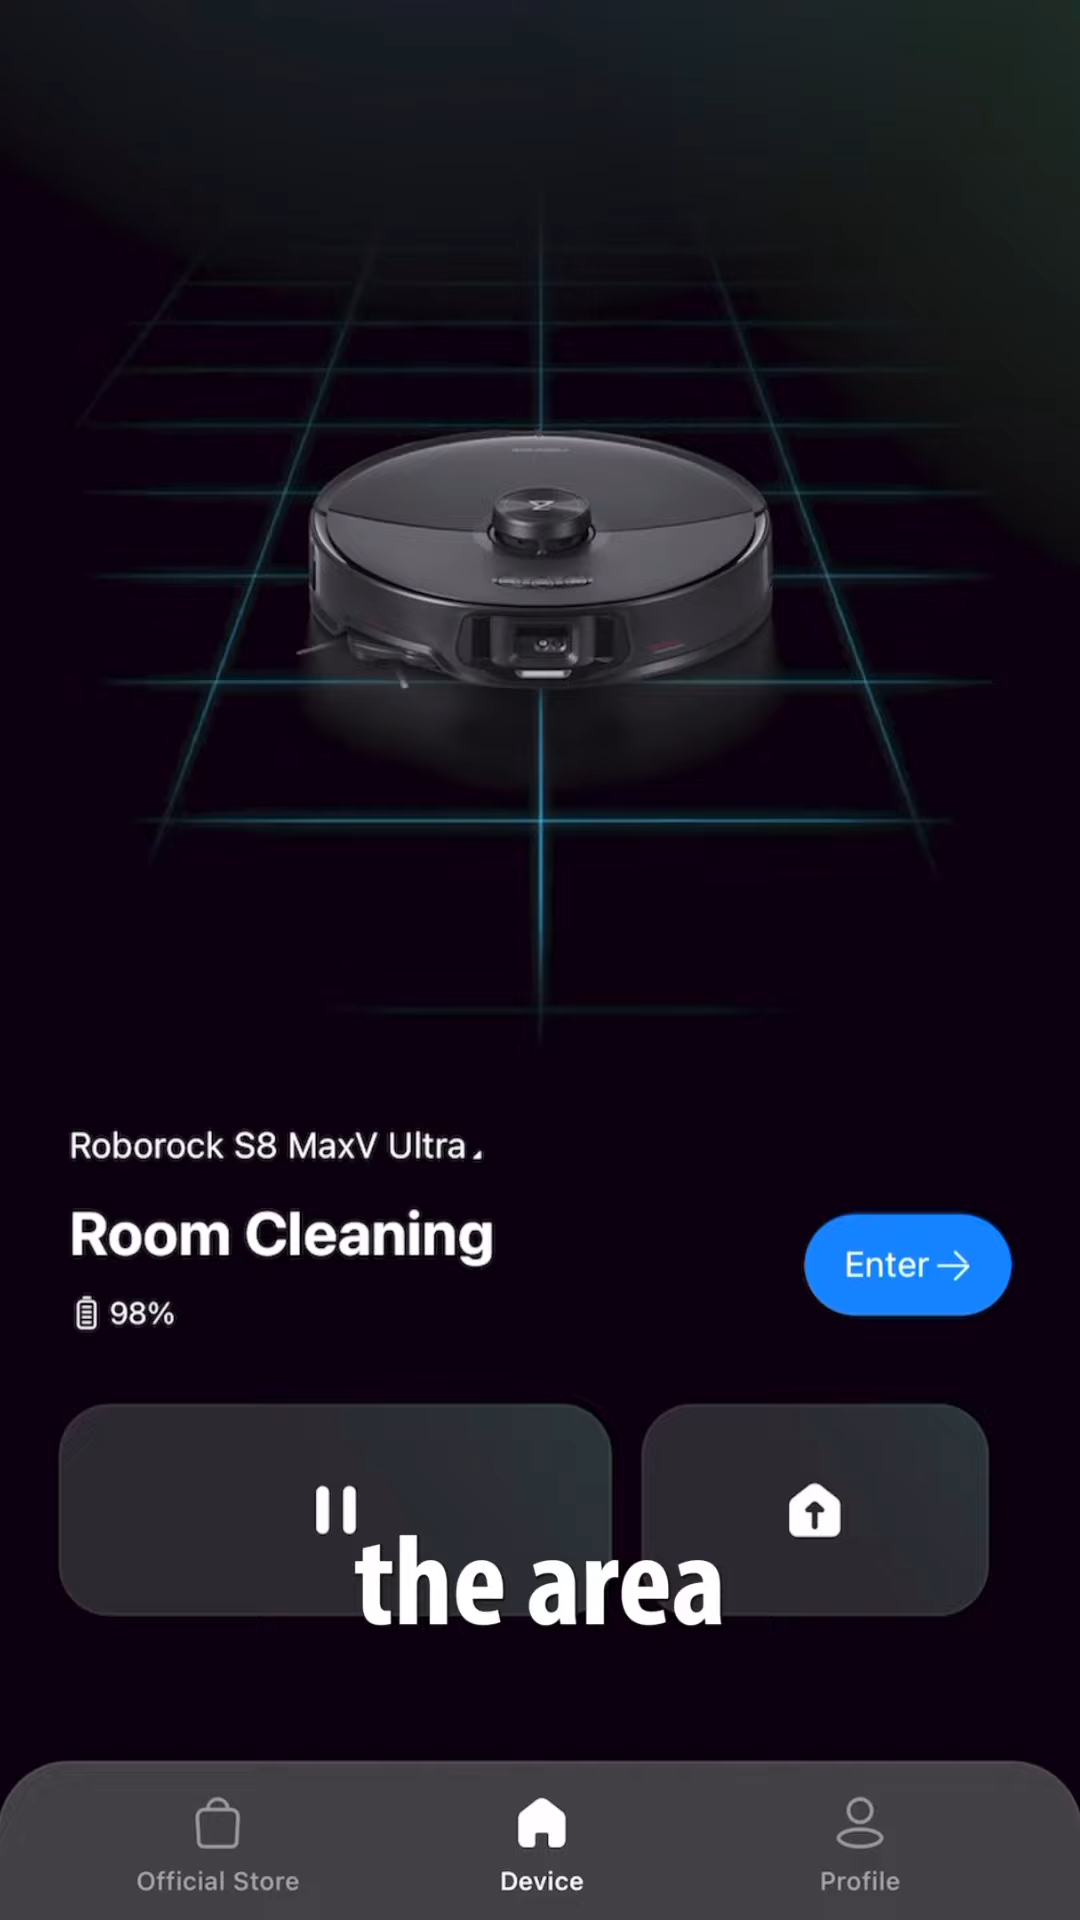 Roborock S8 MaxV Ultra
Room Cleaning
Enter
98%
the area
Official Store
Device
Profile